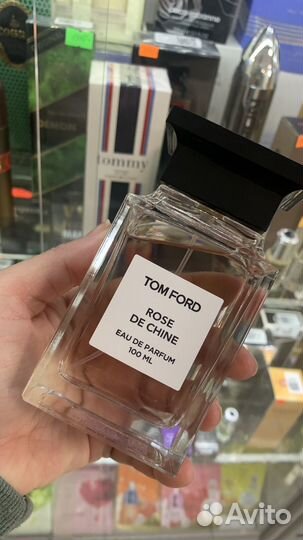 tommy
TOM FORD
ROSE
DE CHINE
EAU DE PARFUM
100 ML
Avito